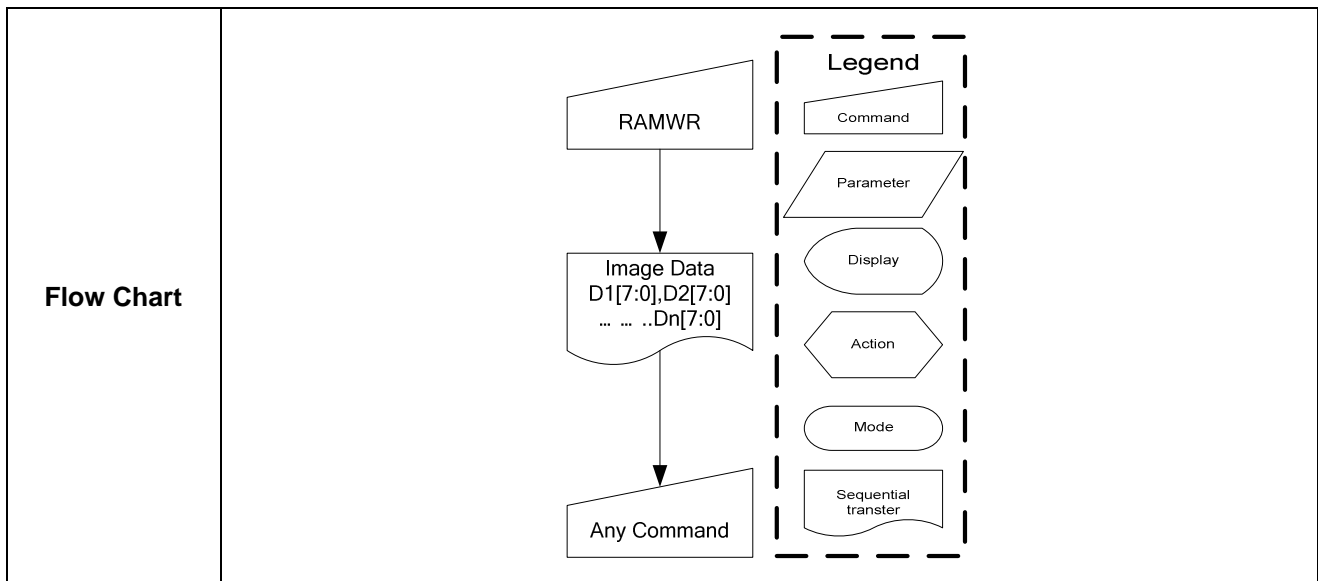 Flow Chart
RAMWR
Image Data
D1[7:0],D2[7:0]
... ... ..Dn[7:0]
Any Command
Legend
Command
Parameter
Display
Action
Mode
Sequential
transter